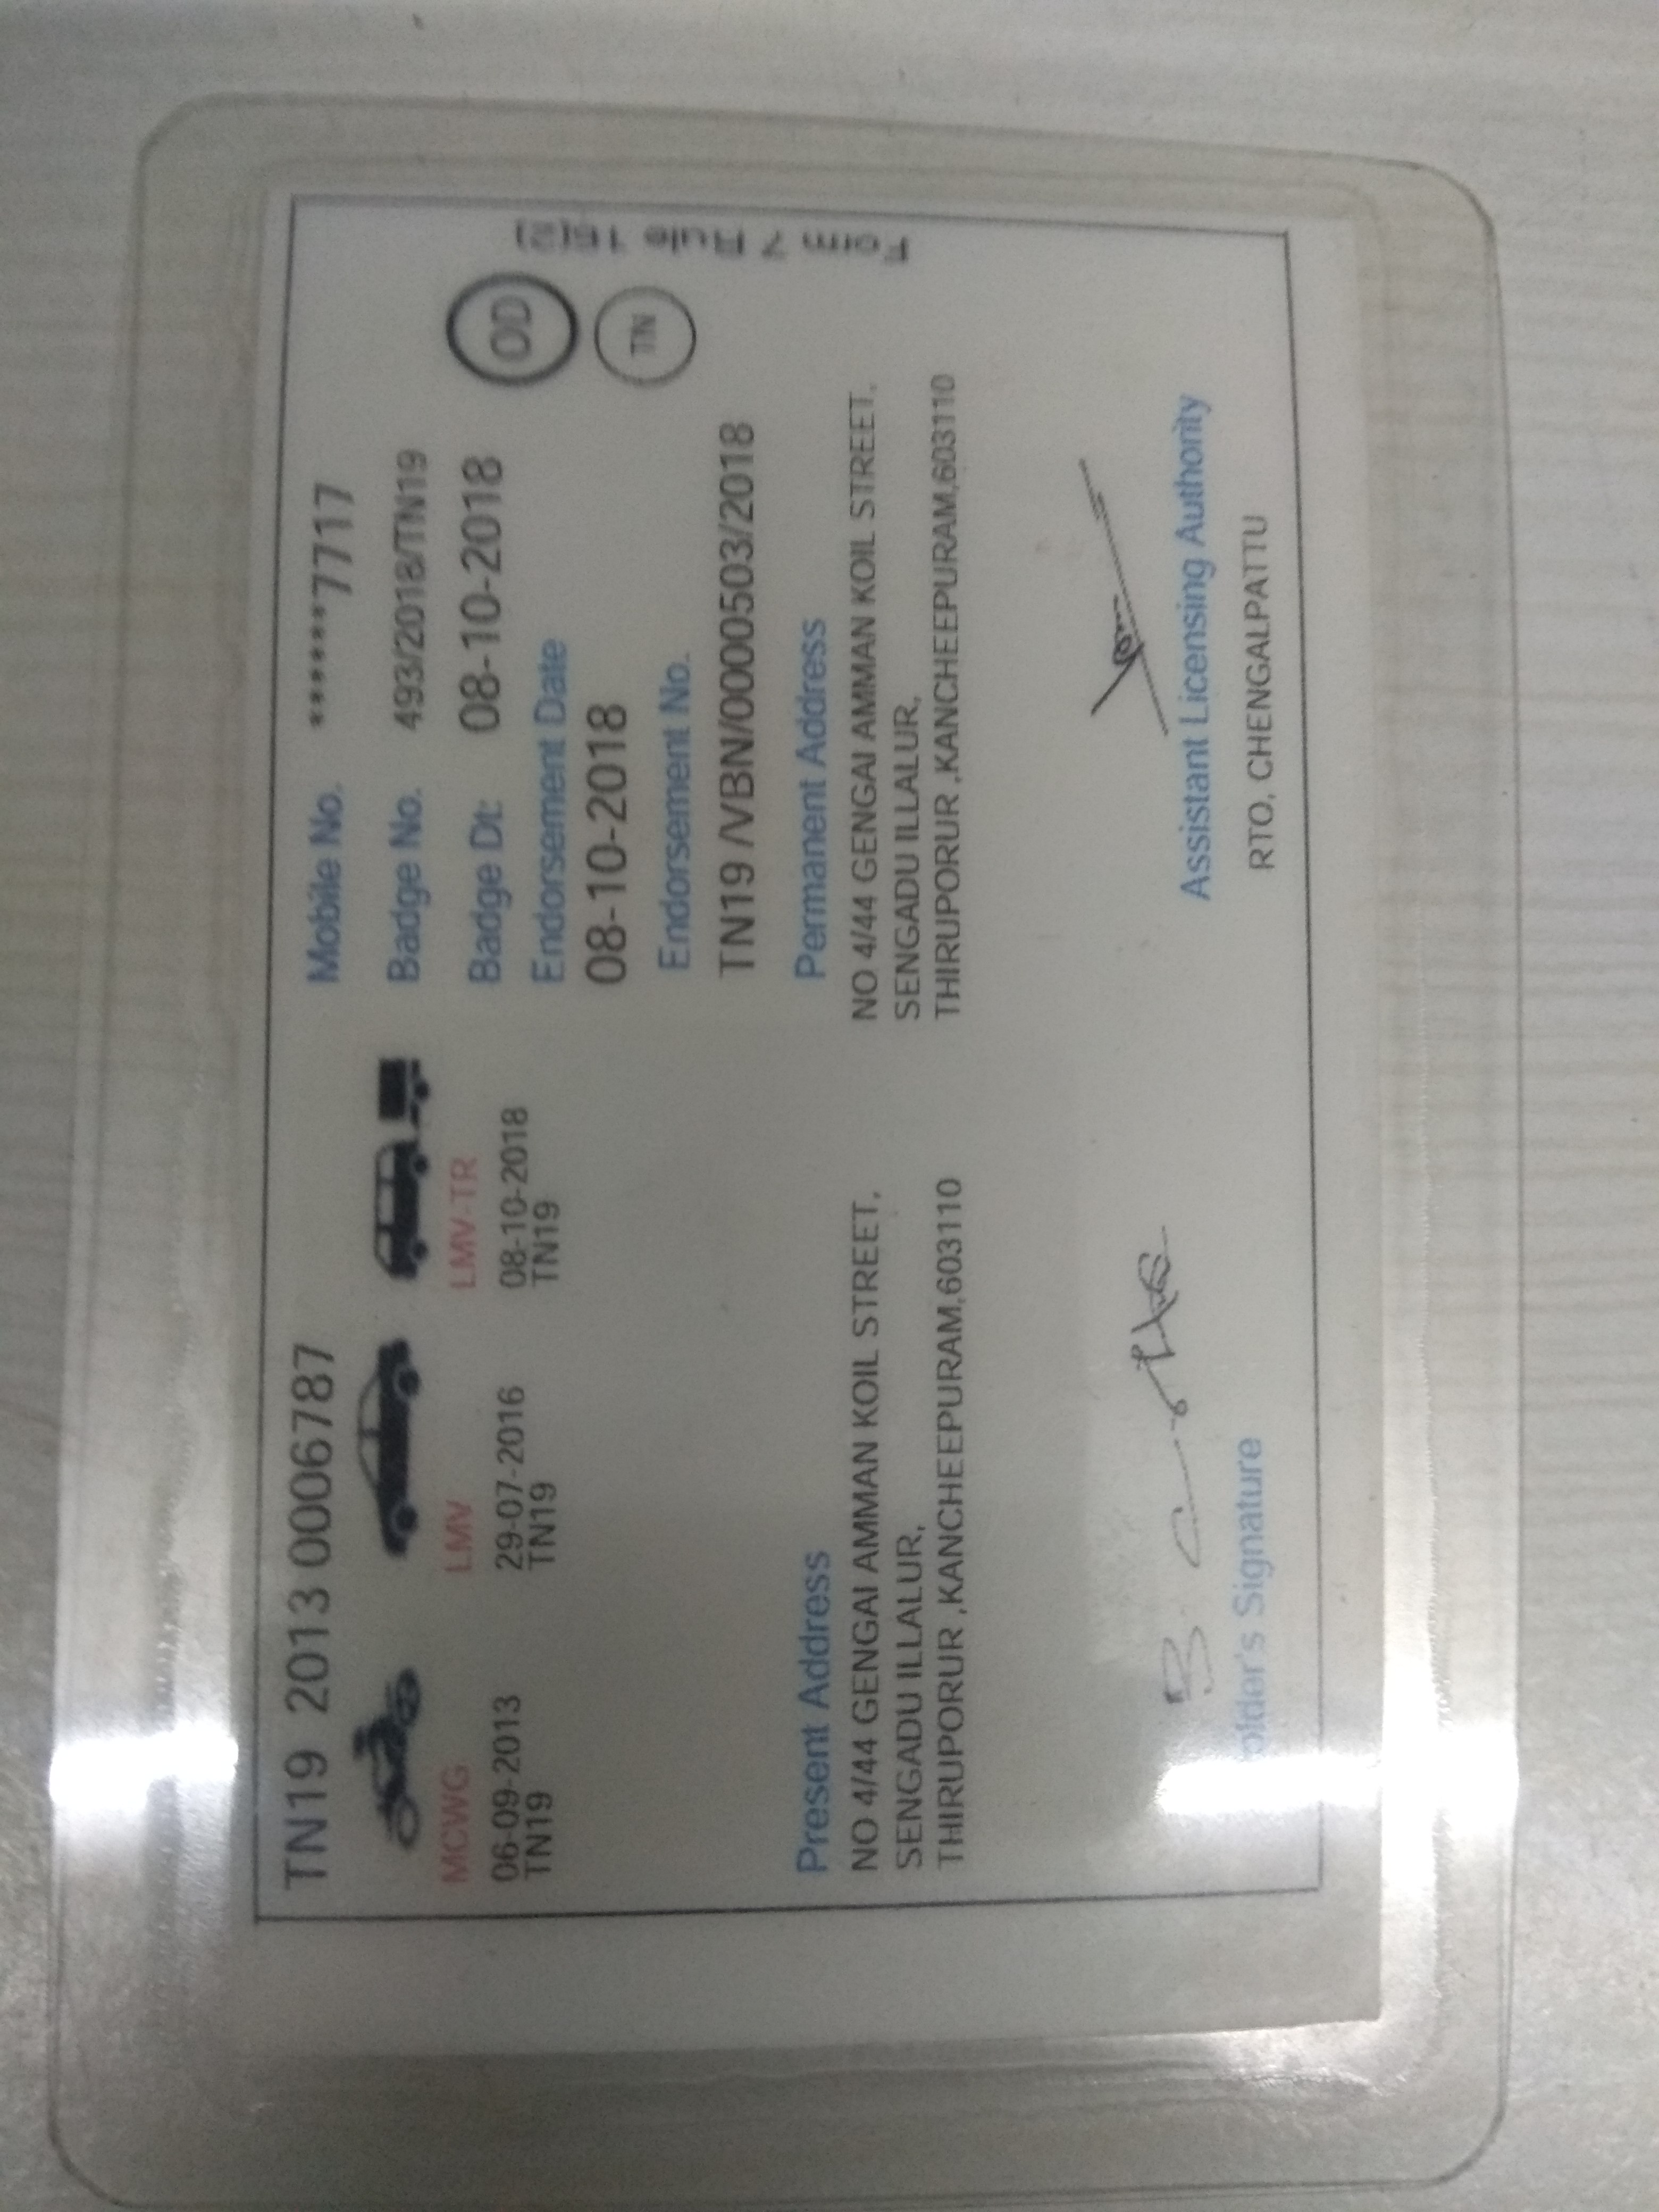 TN19 2013 0006787
MCWG
06-09-2013
TN19
LMV
29-07-2016
TN19
LMV-TR
08-10-2018
TN19
Mobile No. ******7717
Badge No. 493/2018/TN19
Badge Dt: 08-10-2018
Endorsement Date
08-10-2018
Endorsement No.
TN19 /VBN/0000503/2018
OD
TN
Form 7 Rule 16(2)
Present Address
NO 4/44 GENGAI AMMAN KOIL STREET,
SENGADU ILLALUR,
THIRUPORUR ,KANCHEEPURAM,603110
Permanent Address
NO 4/44 GENGAI AMMAN KOIL STREET,
SENGADU ILLALUR,
THIRUPORUR ,KANCHEEPURAM,603110
Signature
Assistant Licensing Authority
RTO, CHENGALPATTU